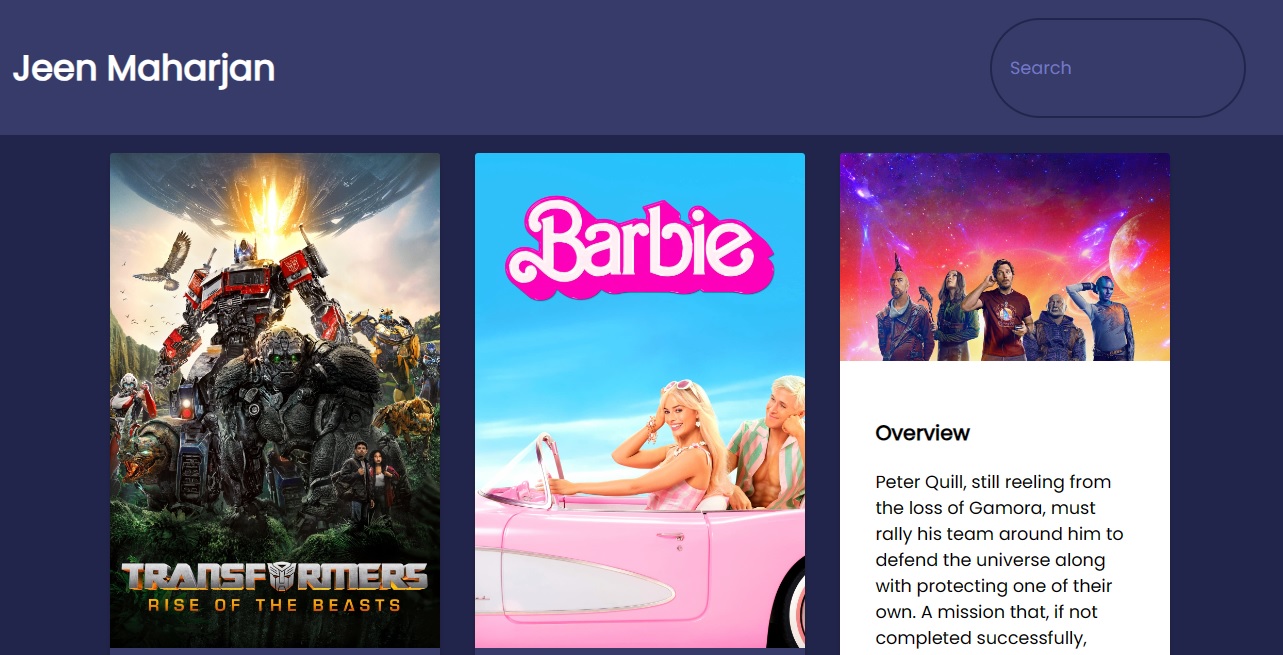 Jeen Maharjan
Search
Barbie
TRANSFORMERS
RISE OF THE BEASTS
Overview
Peter Quill, still reeling from
the loss of Gamora, must
rally his team around him to
defend the universe along
with protecting one of their
own. A mission that, if not
completed successfully,